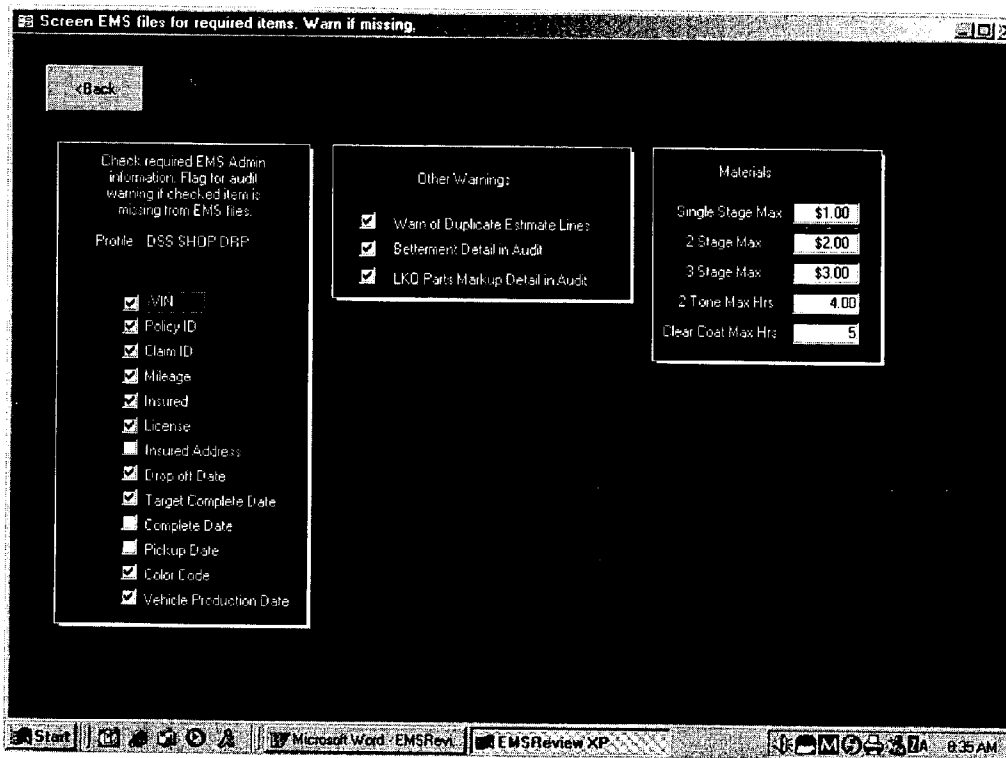 Screen EMS files for required items. Warn if missing,
<Back
Check required EMS Admin
information. Flag for audit
warning if checked item is
missing from EMS files.
Profile DSS SHOP DRP
VIN
Policy ID
Claim ID
Mileage
Insured
License
Insured Address
Drop off Date
Target Complete Date
Complete Date
Pickup Date
Color Code
Vehicle Production Date
Other Warnings
Warn of Duplicate Estimate Lines
Betterment Detail in Audit
LKQ Parts Markup Detail in Audit
Materials
Single Stage Max $1.00
2 Stage Max $2.00
3 Stage Max $3.00
2 Tone Max Hrs 4.00
Clear Coat Max Hrs 5
Start
Microsoft Word - EMSRevi...
EMSReview XP
9:35 AM